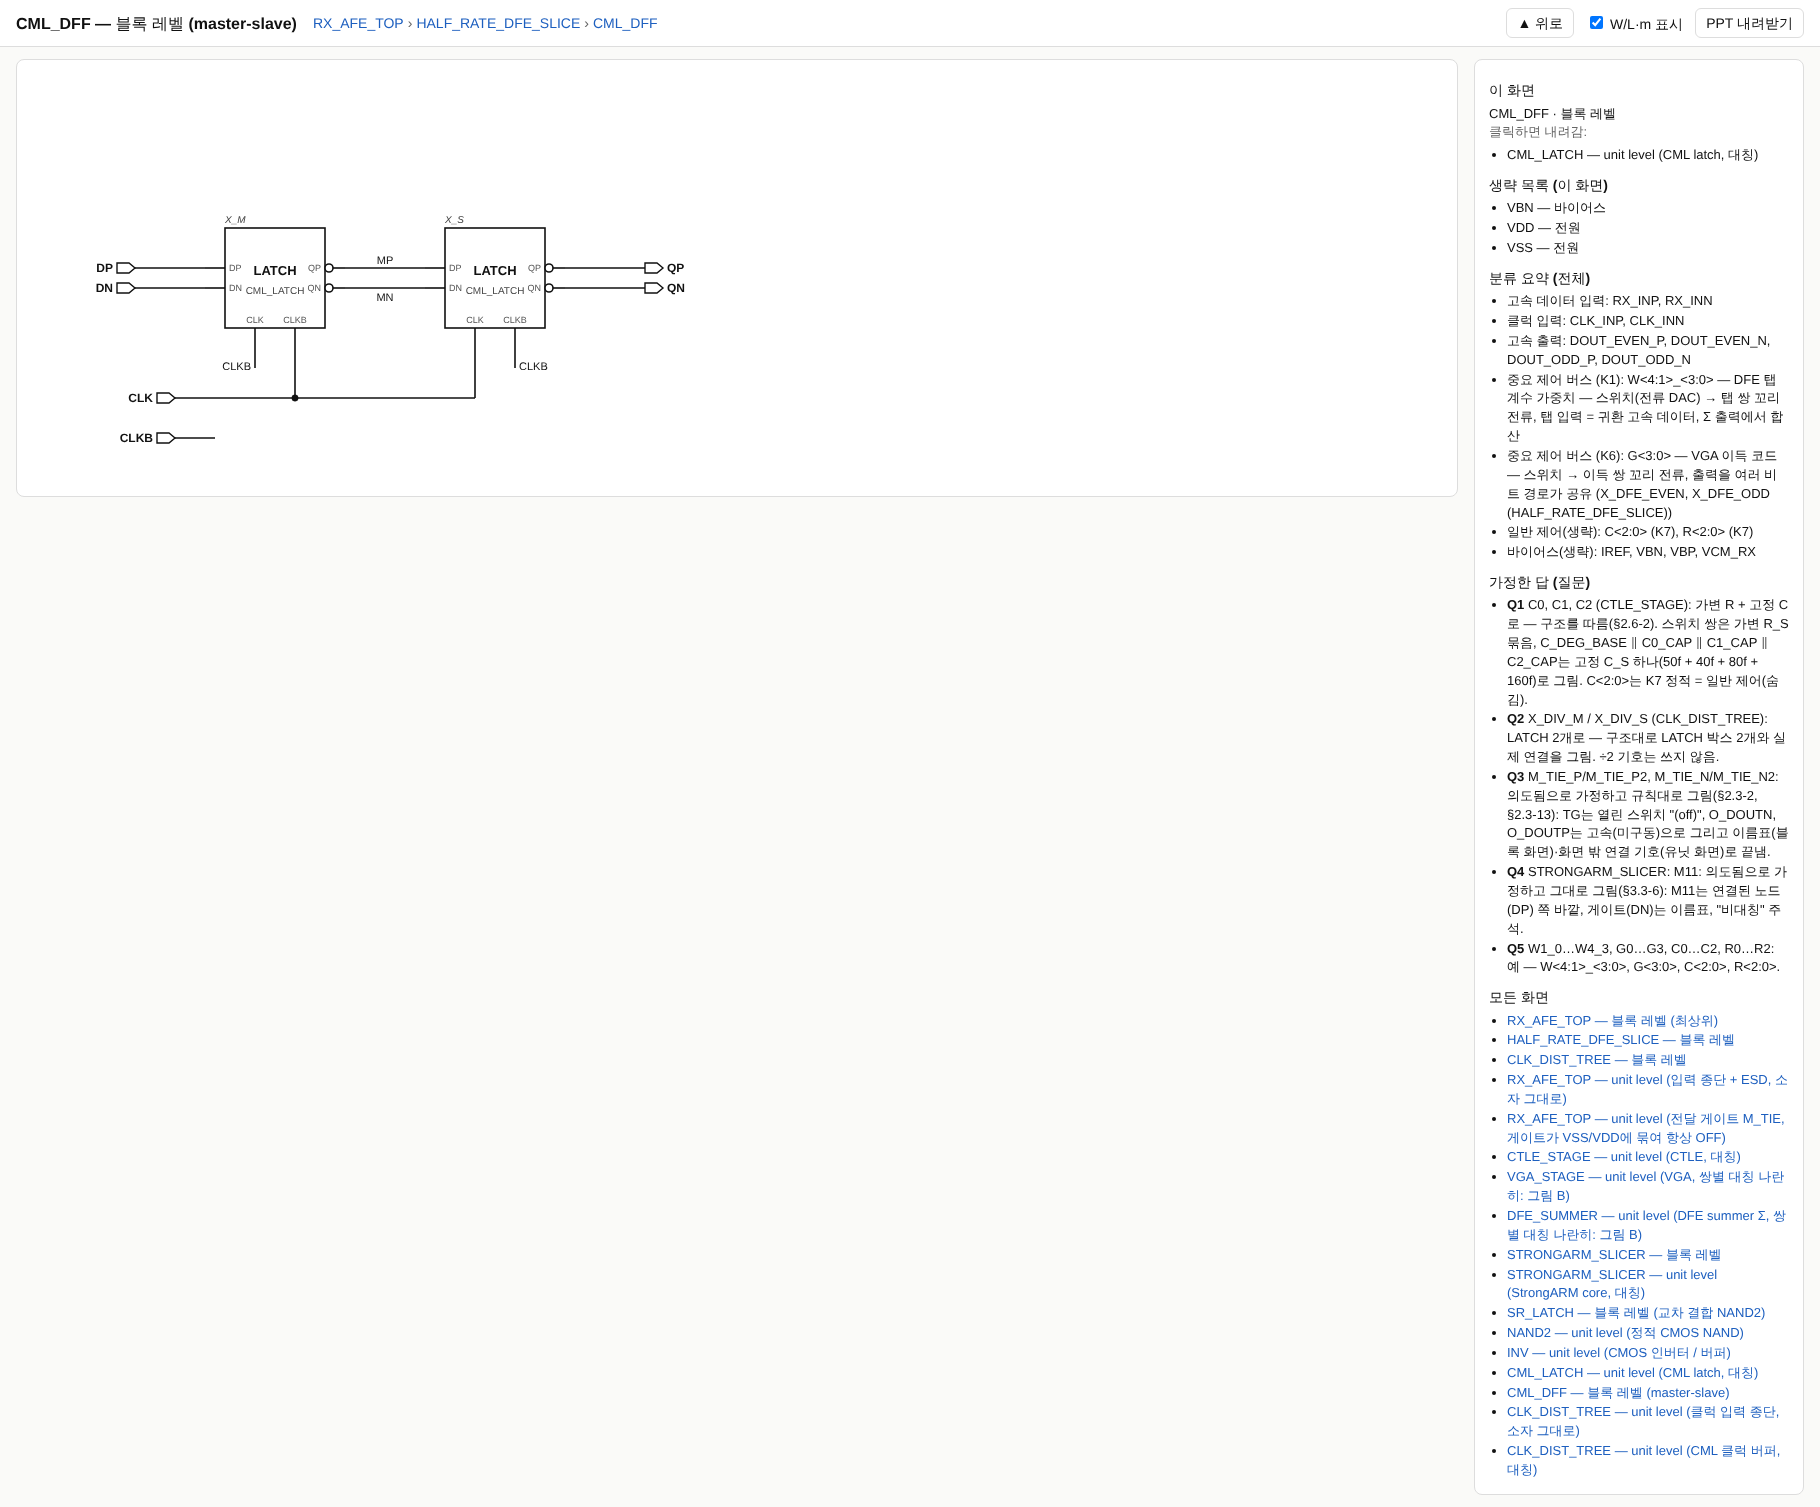 CML_DFF — 블록 레벨 (master-slave)
RX_AFE_TOP › HALF_RATE_DFE_SLICE › CML_DFF
▲ 위로
W/L·m 표시
PPT 내려받기
X_M
X_S
DP
DN
DP
DN
LATCH
CML_LATCH
QP
QN
CLK
CLKB
MP
MN
DP
DN
LATCH
CML_LATCH
QP
QN
CLK
CLKB
QP
QN
CLKB
CLKB
CLK
CLKB
이 화면
CML_DFF · 블록 레벨
클릭하면 내려감:
• CML_LATCH — unit level (CML latch, 대칭)
생략 목록 (이 화면)
• VBN — 바이어스
• VDD — 전원
• VSS — 전원
분류 요약 (전체)
• 고속 데이터 입력: RX_INP, RX_INN
• 클럭 입력: CLK_INP, CLK_INN
• 고속 출력: DOUT_EVEN_P, DOUT_EVEN_N,
DOUT_ODD_P, DOUT_ODD_N
• 중요 제어 버스 (K1): W<4:1>_<3:0> — DFE 탭
계수 가중치 — 스위치(전류 DAC) → 탭 쌍 꼬리
전류, 탭 입력 = 귀환 고속 데이터, Σ 출력에서 합
산
• 중요 제어 버스 (K6): G<3:0> — VGA 이득 코드
— 스위치 → 이득 쌍 꼬리 전류, 출력을 여러 비
트 경로가 공유 (X_DFE_EVEN, X_DFE_ODD
(HALF_RATE_DFE_SLICE))
• 일반 제어(생략): C<2:0> (K7), R<2:0> (K7)
• 바이어스(생략): IREF, VBN, VBP, VCM_RX
가정한 답 (질문)
• Q1 C0, C1, C2 (CTLE_STAGE): 가변 R + 고정 C
로 — 구조를 따름(§2.6-2). 스위치 쌍은 가변 R_S
묶음, C_DEG_BASE ∥ C0_CAP ∥ C1_CAP ∥
C2_CAP는 고정 C_S 하나(50f + 40f + 80f +
160f)로 그림. C<2:0>는 K7 정적 = 일반 제어(숨
김).
• Q2 X_DIV_M / X_DIV_S (CLK_DIST_TREE):
LATCH 2개로 — 구조대로 LATCH 박스 2개와 실
제 연결을 그림. ÷2 기호는 쓰지 않음.
• Q3 M_TIE_P/M_TIE_P2, M_TIE_N/M_TIE_N2:
의도됨으로 가정하고 규칙대로 그림(§2.3-2,
§2.3-13): TG는 열린 스위치 "(off)", O_DOUTN,
O_DOUTP는 고속(미구동)으로 그리고 이름표(블
록 화면)·화면 밖 연결 기호(유닛 화면)로 끝냄.
• Q4 STRONGARM_SLICER: M11: 의도됨으로 가
정하고 그대로 그림(§3.3-6): M11는 연결된 노드
(DP) 쪽 바깥, 게이트(DN)는 이름표, "비대칭" 주
석.
• Q5 W1_0…W4_3, G0…G3, C0…C2, R0…R2:
예 — W<4:1>_<3:0>, G<3:0>, C<2:0>, R<2:0>.
모든 화면
• RX_AFE_TOP — 블록 레벨 (최상위)
• HALF_RATE_DFE_SLICE — 블록 레벨
• CLK_DIST_TREE — 블록 레벨
• RX_AFE_TOP — unit level (입력 종단 + ESD, 소
자 그대로)
• RX_AFE_TOP — unit level (전달 게이트 M_TIE,
게이트가 VSS/VDD에 묶여 항상 OFF)
• CTLE_STAGE — unit level (CTLE, 대칭)
• VGA_STAGE — unit level (VGA, 쌍별 대칭 나란
히: 그림 B)
• DFE_SUMMER — unit level (DFE summer Σ, 쌍
별 대칭 나란히: 그림 B)
• STRONGARM_SLICER — 블록 레벨
• STRONGARM_SLICER — unit level
(StrongARM core, 대칭)
• SR_LATCH — 블록 레벨 (교차 결합 NAND2)
• NAND2 — unit level (정적 CMOS NAND)
• INV — unit level (CMOS 인버터 / 버퍼)
• CML_LATCH — unit level (CML latch, 대칭)
• CML_DFF — 블록 레벨 (master-slave)
• CLK_DIST_TREE — unit level (클럭 입력 종단,
소자 그대로)
• CLK_DIST_TREE — unit level (CML 클럭 버퍼,
대칭)